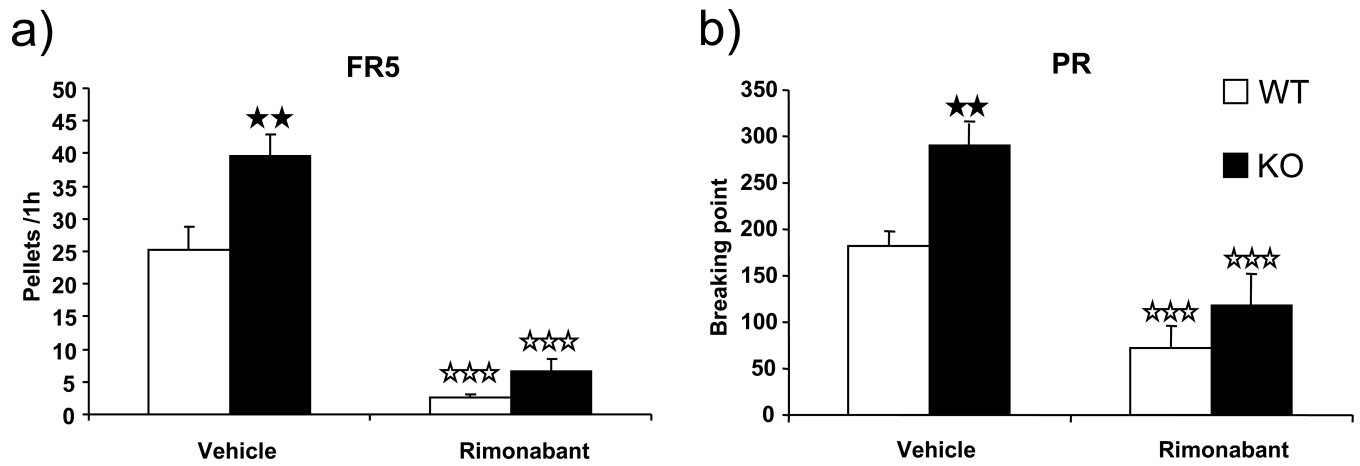 a)
FR5
50
45
40
35
30
25
20
15
10
5
0
Pellets /1h
★★
☆☆☆
☆☆☆
Vehicle
Rimonabant
b)
PR
350
300
250
200
150
100
50
0
Breaking point
★★
☆☆☆
☆☆☆
Vehicle
Rimonabant
WT
KO